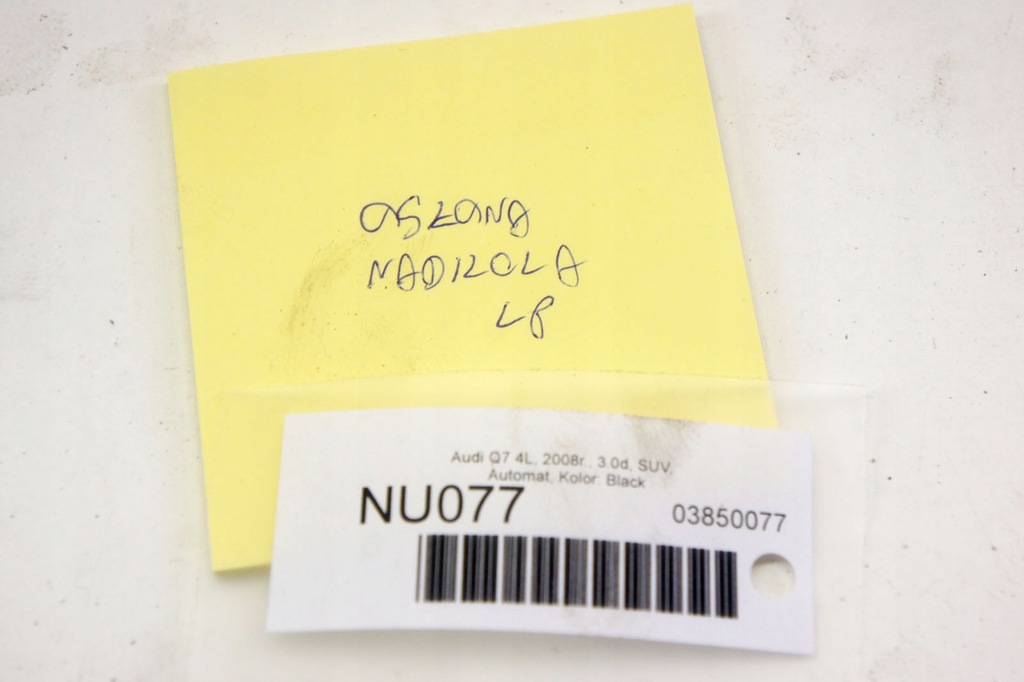 OSŁONA
NADKOLA
LP
Audi Q7 4L, 2008r., 3.0d, SUV,
Automat, Kolor: Black
NU077
03850077